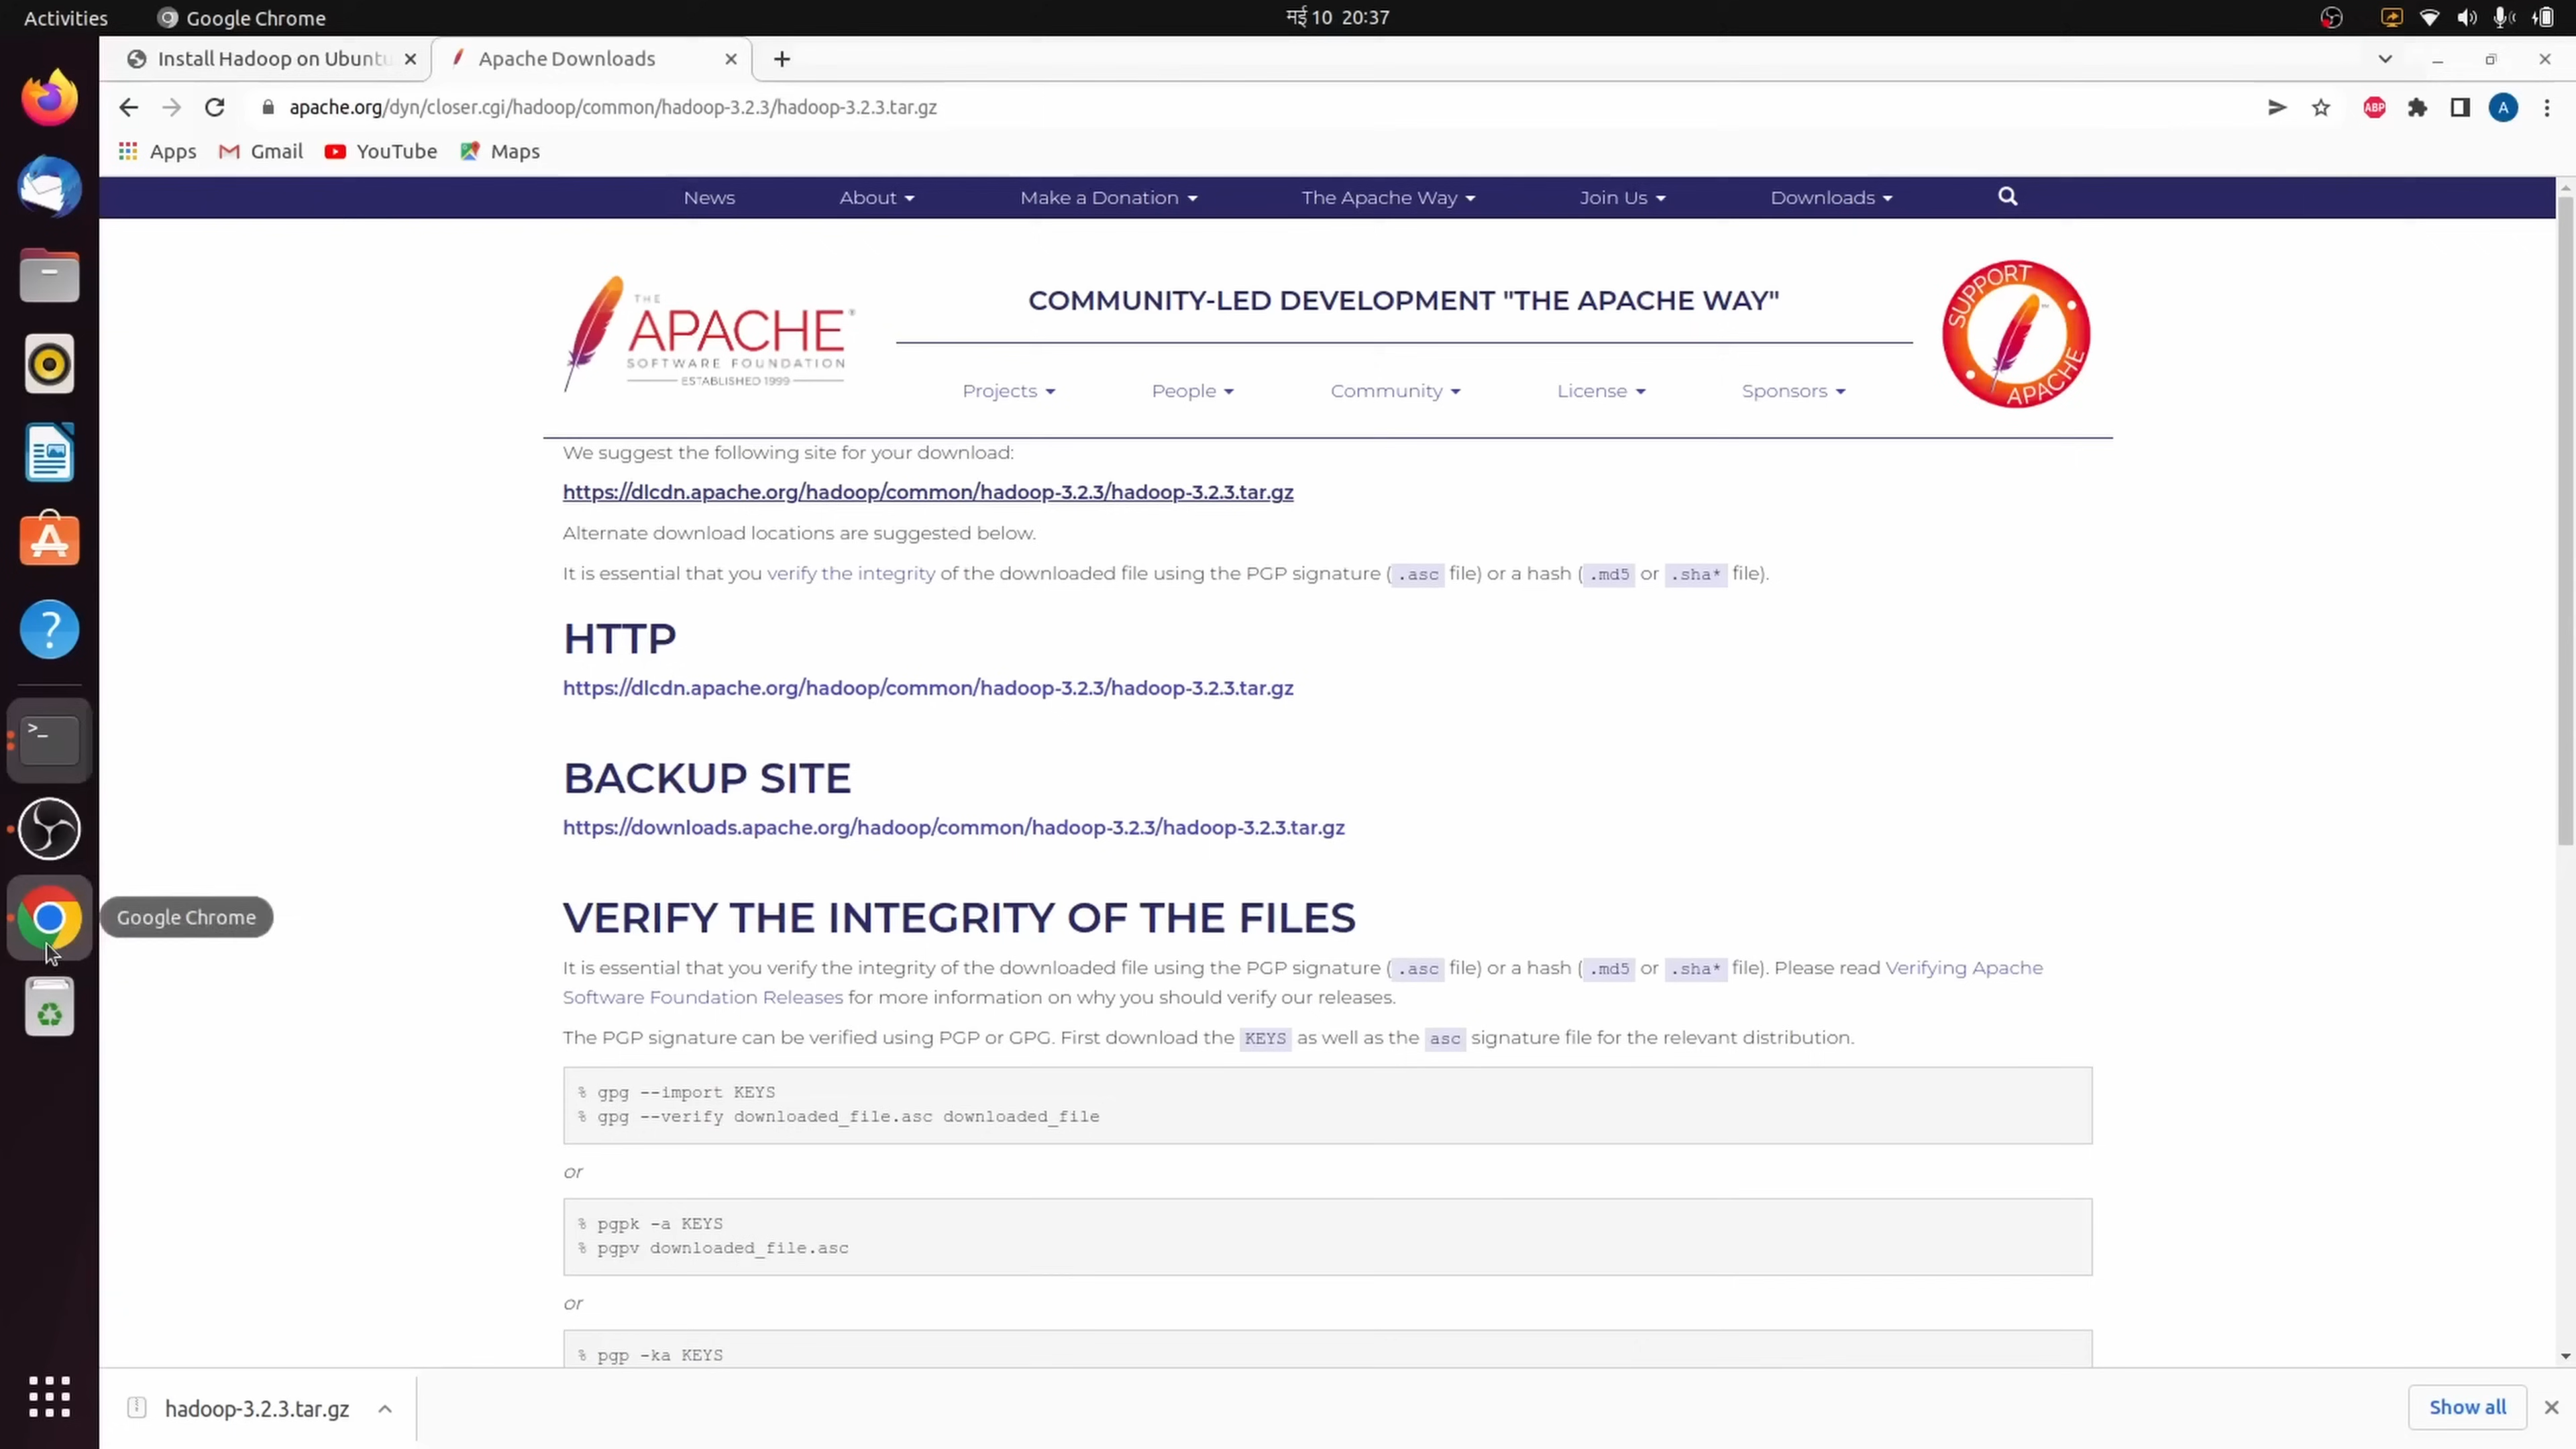 Activities
Google Chrome
मई 10 20:37
Install Hadoop on Ubuntu
Apache Downloads
apache.org/dyn/closer.cgi/hadoop/common/hadoop-3.2.3/hadoop-3.2.3.tar.gz
ABP
A
Apps
Gmail
YouTube
Maps
News
About
Make a Donation
The Apache Way
Join Us
Downloads
THE
APACHE®
SOFTWARE FOUNDATION
ESTABLISHED 1999
COMMUNITY-LED DEVELOPMENT "THE APACHE WAY"
Projects
People
Community
License
Sponsors
SUPPORT
APACHE
We suggest the following site for your download:
https://dlcdn.apache.org/hadoop/common/hadoop-3.2.3/hadoop-3.2.3.tar.gz
Alternate download locations are suggested below.
It is essential that you verify the integrity of the downloaded file using the PGP signature ( .asc file) or a hash ( .md5 or .sha* file).
HTTP
https://dlcdn.apache.org/hadoop/common/hadoop-3.2.3/hadoop-3.2.3.tar.gz
BACKUP SITE
https://downloads.apache.org/hadoop/common/hadoop-3.2.3/hadoop-3.2.3.tar.gz
Google Chrome
VERIFY THE INTEGRITY OF THE FILES
It is essential that you verify the integrity of the downloaded file using the PGP signature ( .asc file) or a hash ( .md5 or .sha* file). Please read Verifying Apache
Software Foundation Releases for more information on why you should verify our releases.
The PGP signature can be verified using PGP or GPG. First download the KEYS as well as the asc signature file for the relevant distribution.
% gpg --import KEYS
% gpg --verify downloaded_file.asc downloaded_file
or
% pgpk -a KEYS
% pgpv downloaded_file.asc
or
% pgp -ka KEYS
hadoop-3.2.3.tar.gz
Show all